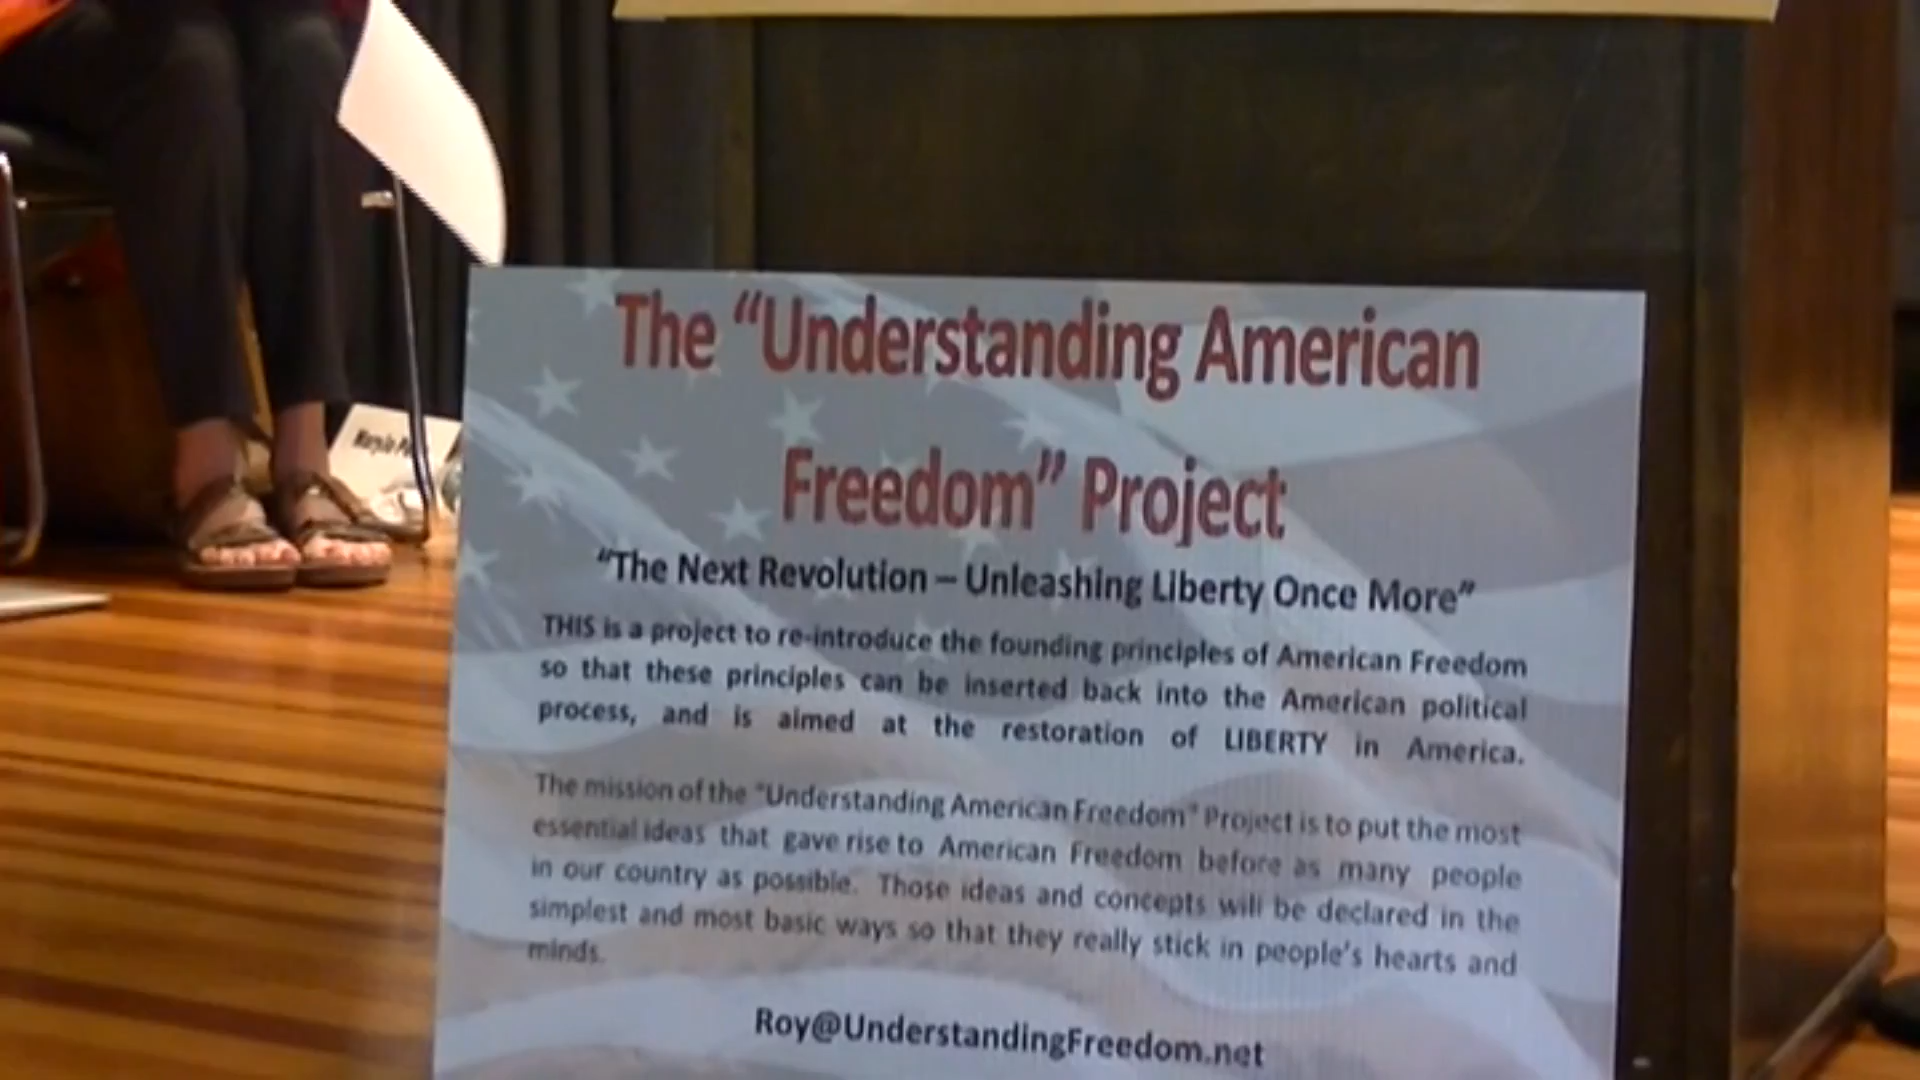 The “Understanding American
Freedom” Project
“The Next Revolution – Unleashing Liberty Once More”
THIS is a project to re-introduce the founding principles of American Freedom
so that these principles can be inserted back into the American political
process, and is aimed at the restoration of LIBERTY in America.
The mission of the "Understanding American Freedom" Project is to put the most
essential ideas that gave rise to American Freedom before as many people
in our country as possible. Those ideas and concepts will be declared in the
simplest and most basic ways so that they really stick in people's hearts and
minds.
Roy@UnderstandingFreedom.net